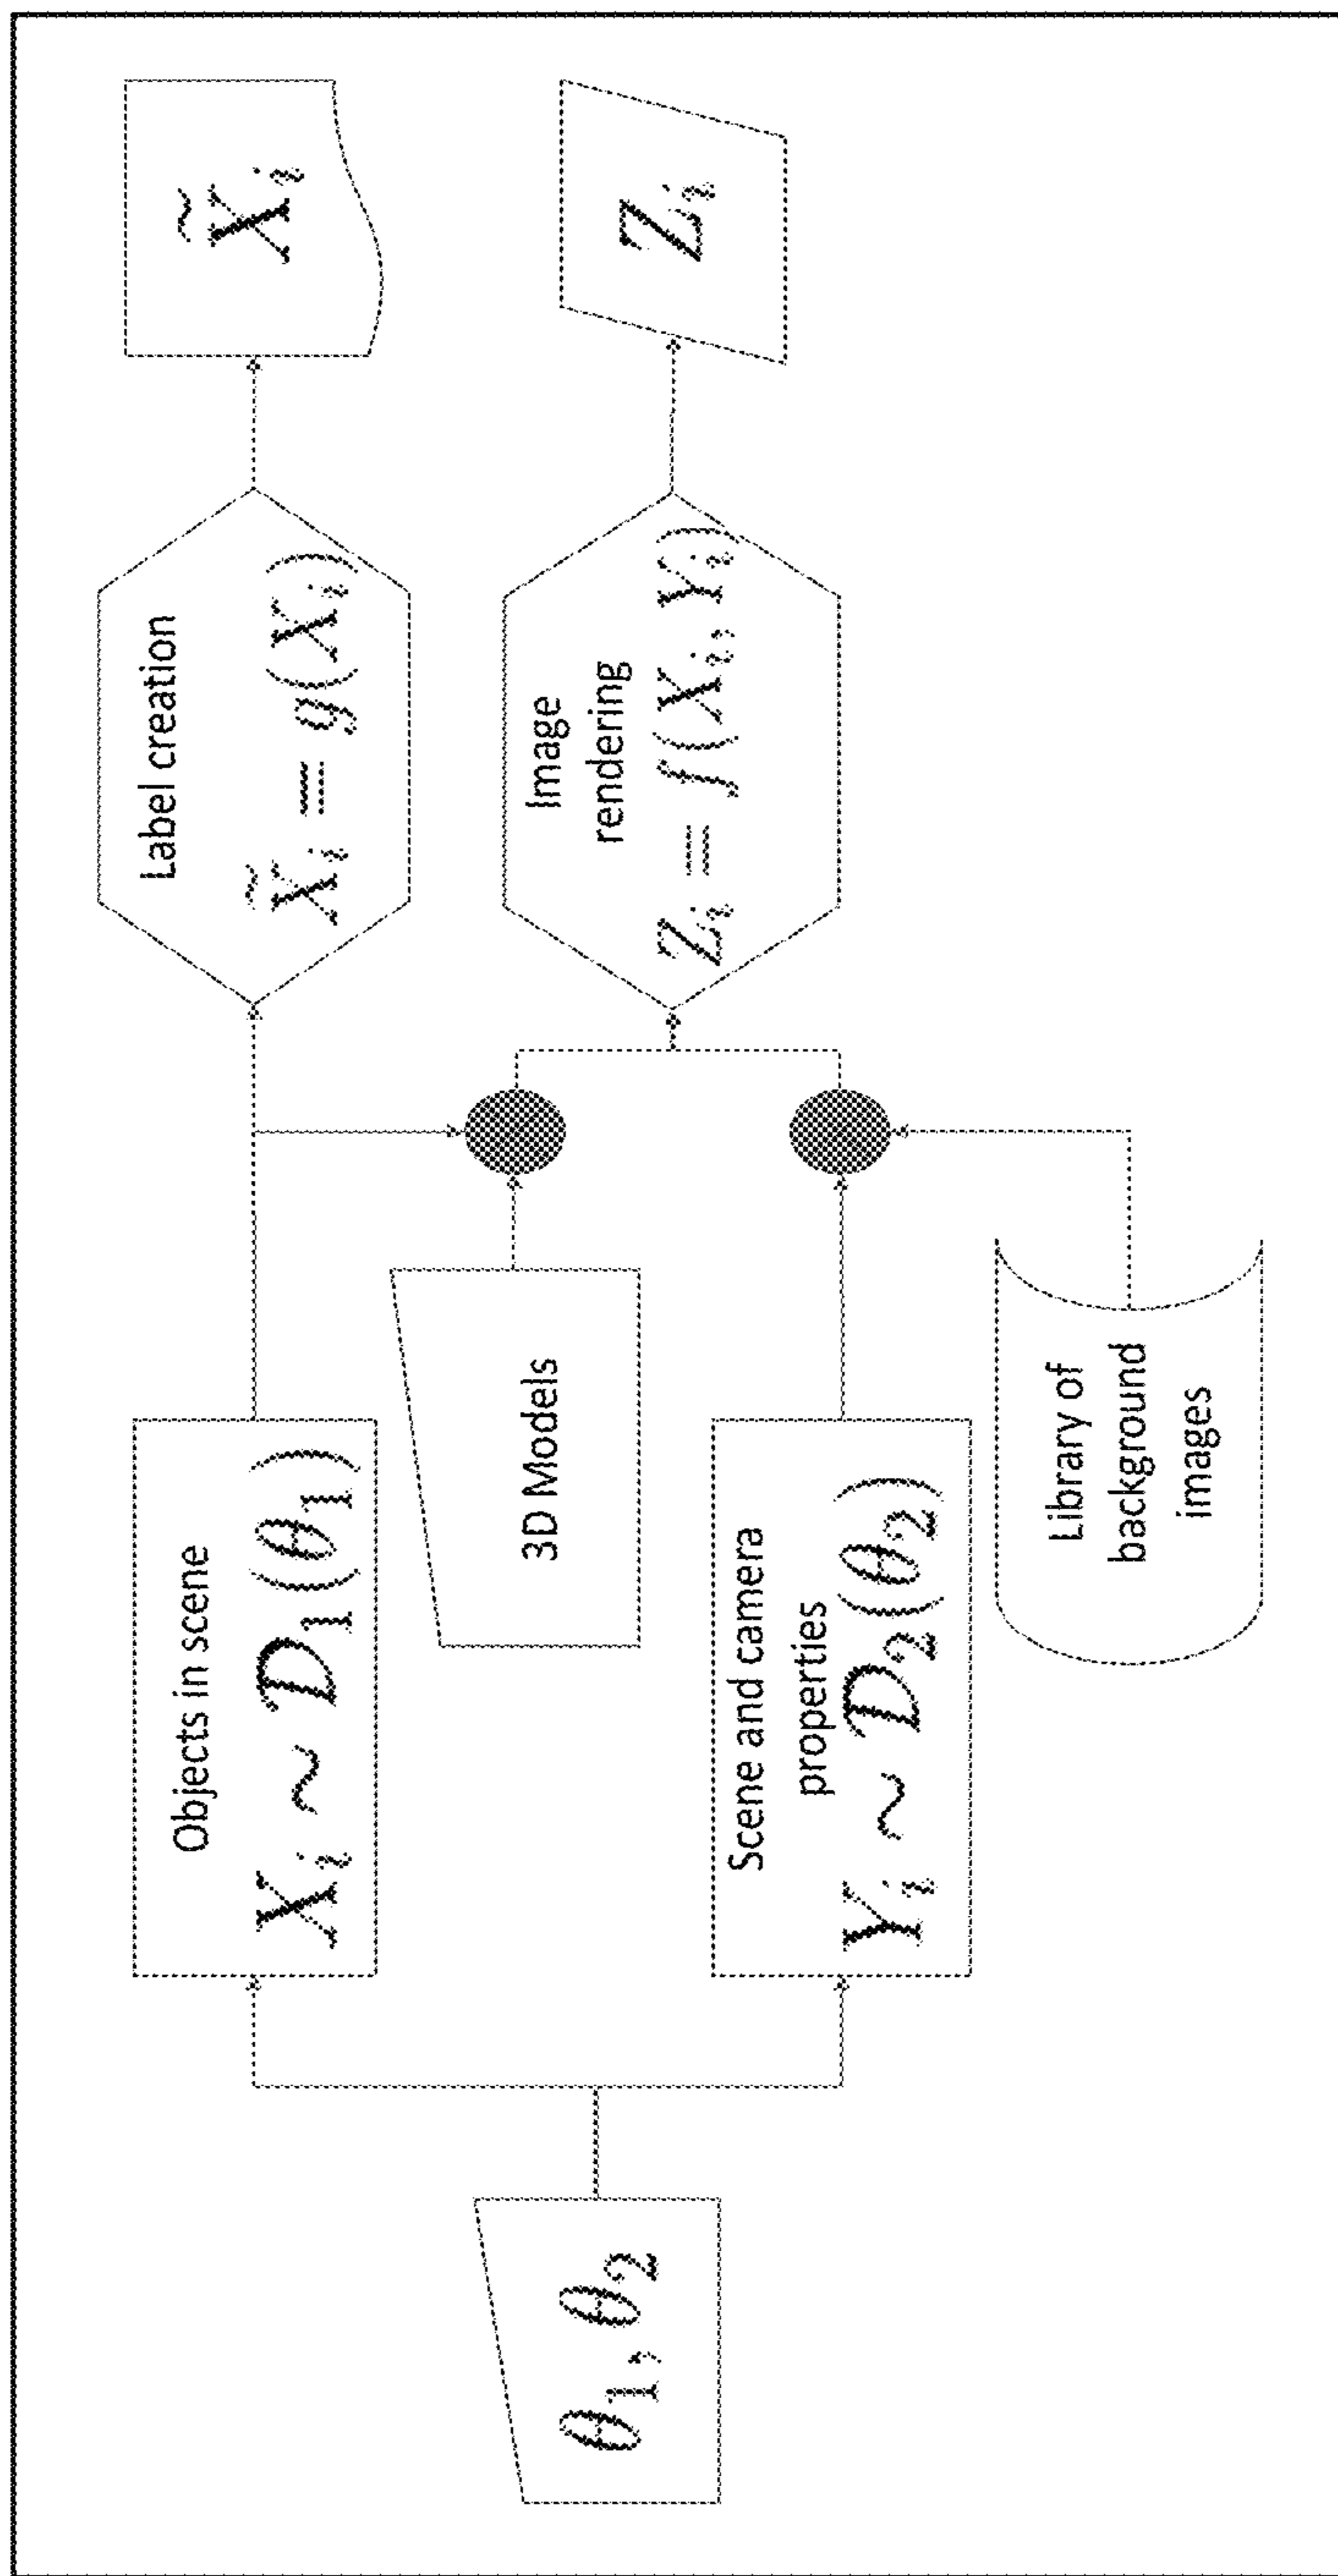 θ₁, θ₂
Objects in scene
Xᵢ ~ D₁(θ₁)
3D Models
Scene and camera
properties
Yᵢ ~ D₂(θ₂)
Library of
background
images
Label creation
X̃ᵢ = g(Xᵢ)
Image
rendering
Zᵢ = f(Xᵢ, Yᵢ)
X̃ᵢ
Zᵢ